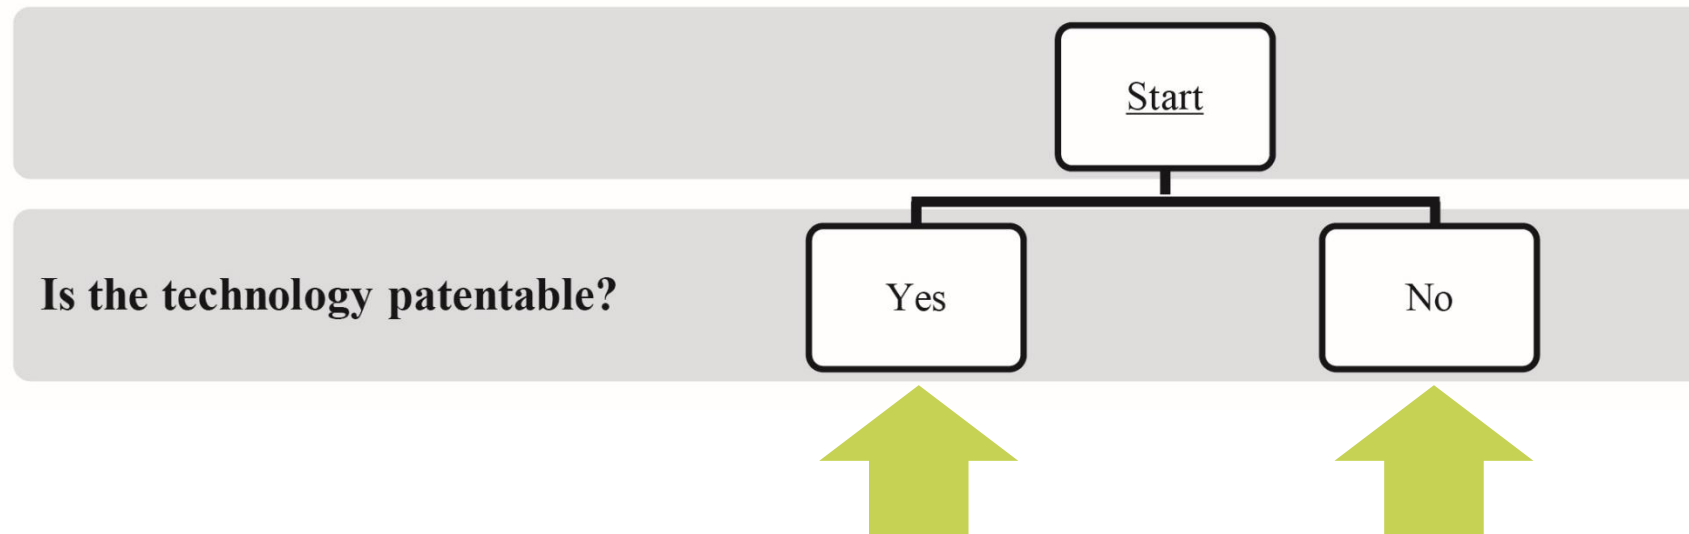 Start
Is the technology patentable?
Yes
No